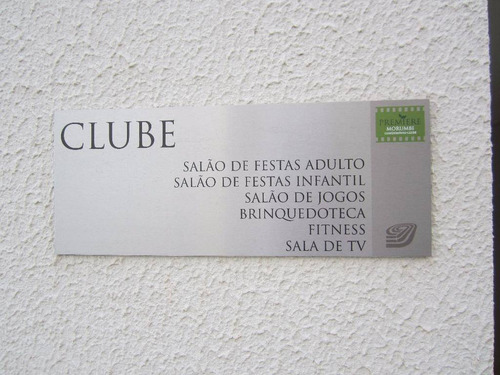 CLUBE
SALÃO DE FESTAS ADULTO
SALÃO DE FESTAS INFANTIL
SALÃO DE JOGOS
BRINQUEDOTECA
FITNESS
SALA DE TV
PREMIERE
MORUMBI